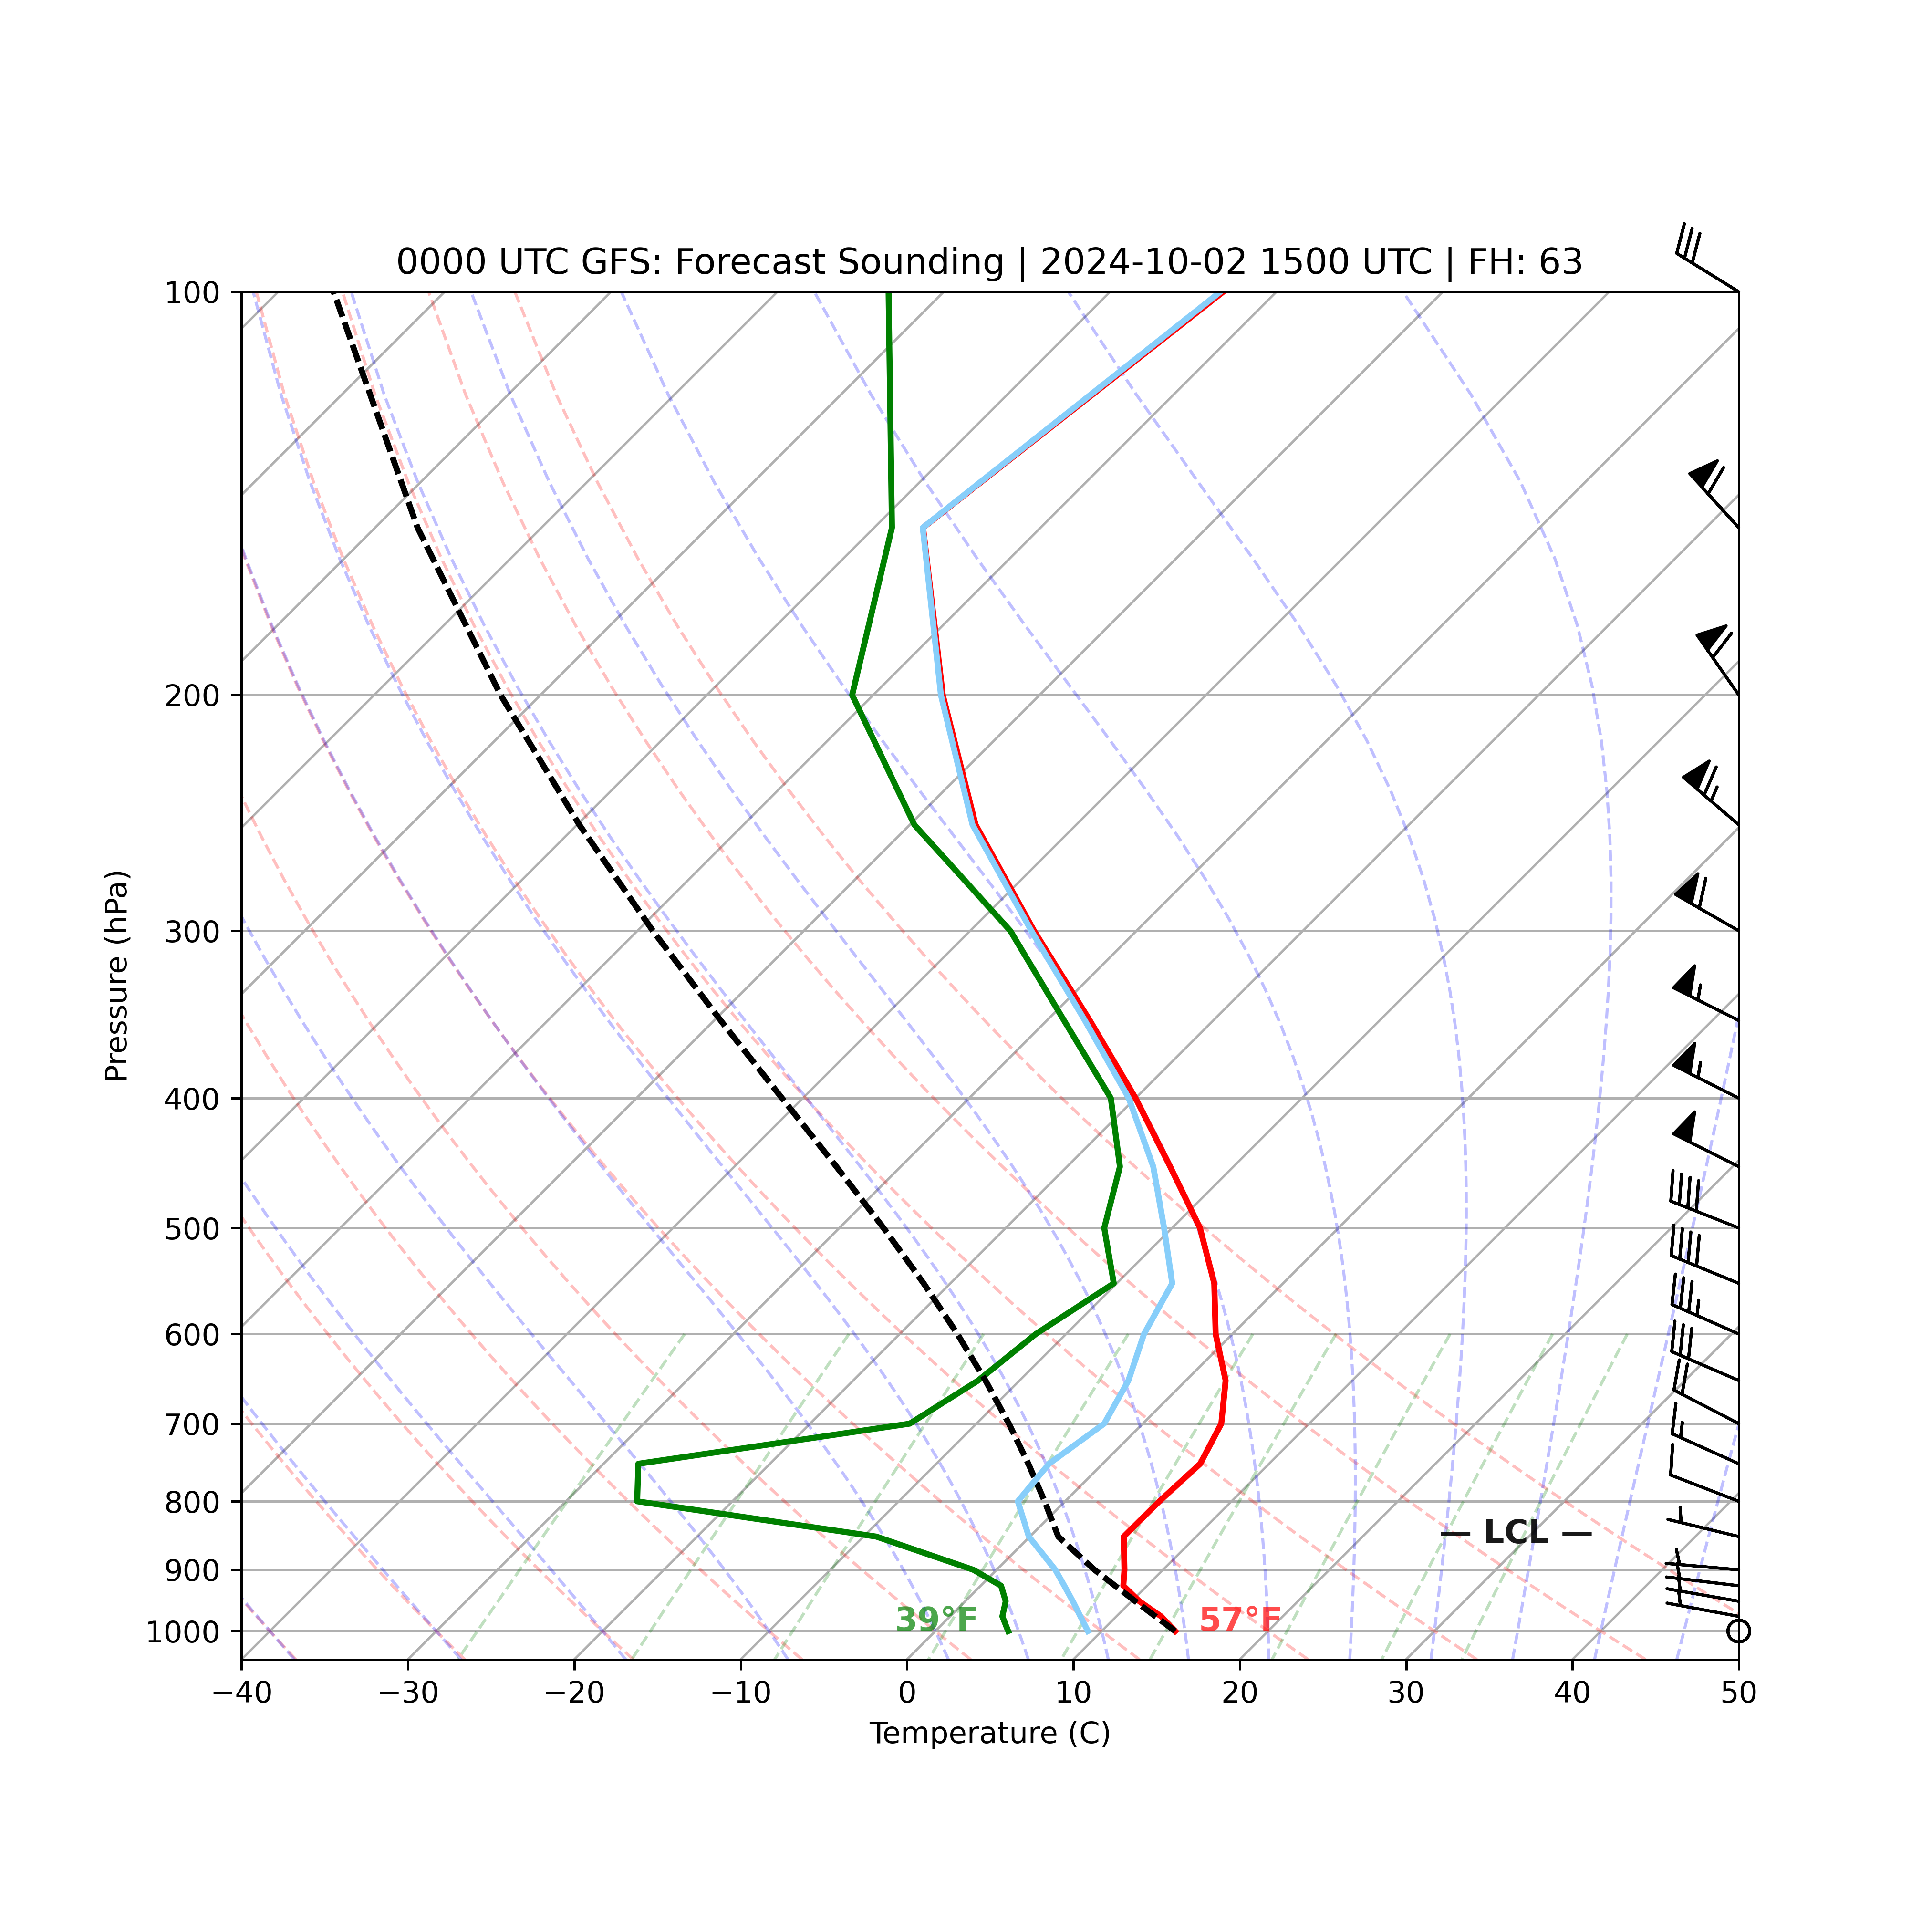 0000 UTC GFS: Forecast Sounding | 2024-10-02 1500 UTC | FH: 63
100
200
300
400
500
600
700
800
900
1000
Pressure (hPa)
— LCL —
39°F
57°F
−40 −30 −20 −10 0 10 20 30 40 50
Temperature (C)